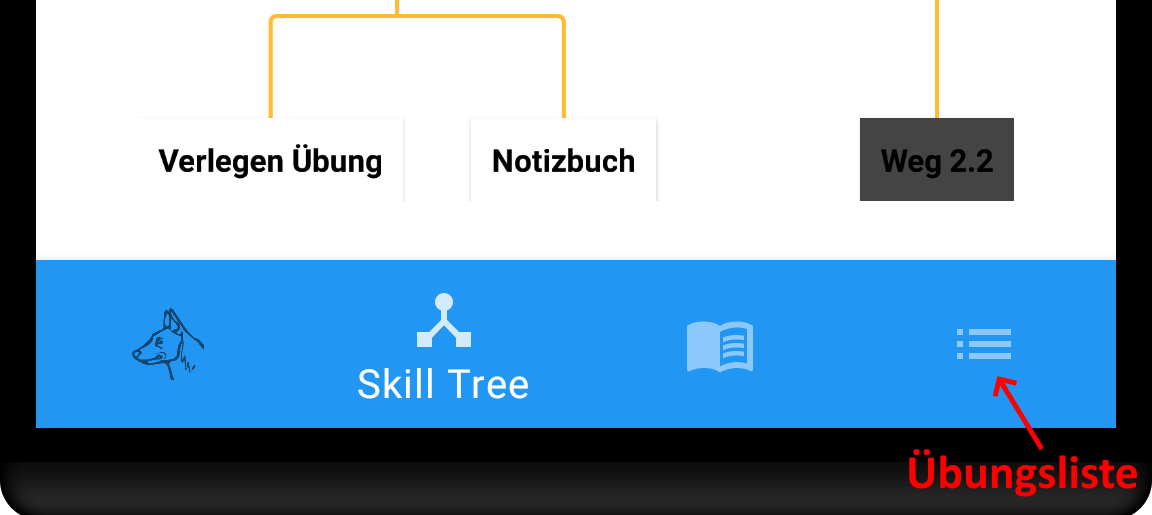 Verlegen Übung
Notizbuch
Weg 2.2
Skill Tree
Übungsliste